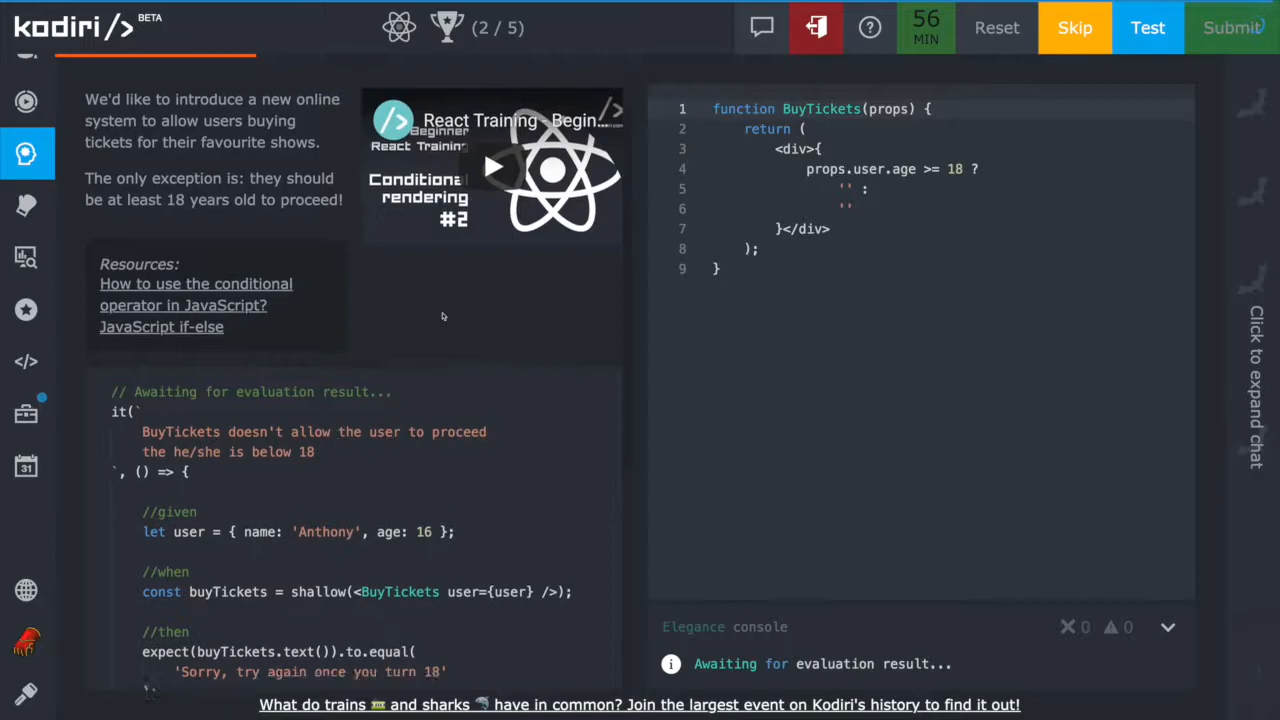 kodiri /> BETA
(2 / 5)
56
MIN
Reset
Skip
Test
Submit
We'd like to introduce a new online
system to allow users buying
tickets for their favourite shows.
The only exception is: they should
be at least 18 years old to proceed!
Resources:
How to use the conditional
operator in JavaScript?
JavaScript if-else
React Training - Begin...
Beginner
React Training
Conditional
rendering
#2
// Awaiting for evaluation result...
it(`
BuyTickets doesn't allow the user to proceed
the he/she is below 18
`, () => {
//given
let user = { name: 'Anthony', age: 16 };
//when
const buyTickets = shallow(<BuyTickets user={user} />);
//then
expect(buyTickets.text()).to.equal(
'Sorry, try again once you turn 18'
1 function BuyTickets(props) {
2 return (
3 <div>{
4 props.user.age >= 18 ?
5 '' :
6 ''
7 }</div>
8 );
9 }
Elegance console
0
0
Awaiting for evaluation result...
Click to expand chat
31
What do trains 🚃 and sharks 🦈 have in common? Join the largest event on Kodiri's history to find it out!